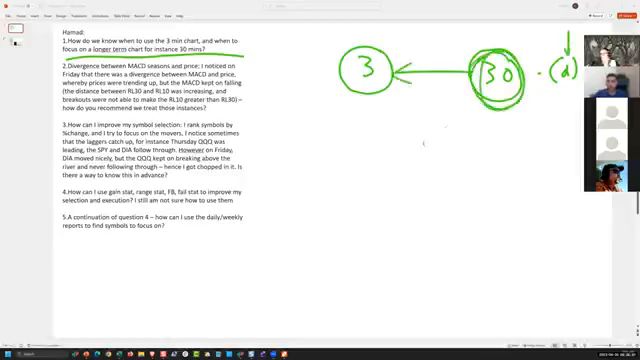 Hamad:
1.How do we know when to use the 3 min chart, and when to
focus on a longer term chart for instance 30 mins?
2.Divergence between MACD seasons and price; I noticed on
Friday that there was a divergence between MACD and price,
whereby prices were trending up, but the MACD kept on falling
(the distance between RL30 and RL10 was increasing, and
breakouts were not able to make the RL10 greater than RL30) –
how do you recommend we treat those instances?
3.How can I improve my symbol selection; I rank symbols by
%change, and I try to focus on the movers. I notice sometimes
that the laggers catch up, for instance Thursday QQQ was
leading, the SPY and DIA follow through. However on Friday,
DIA moved nicely, but the QQQ kept on breaking above the
river and never following through – hence I got chopped in it. Is
there a way to know this in advance?
4.How can I use gain stat, range stat, FB, fail stat to improve my
selection and execution? I still am not sure how to use them
5.A continuation of question 4 – how can I use the daily/weekly
reports to find symbols to focus on?
3
30
(d)
Search